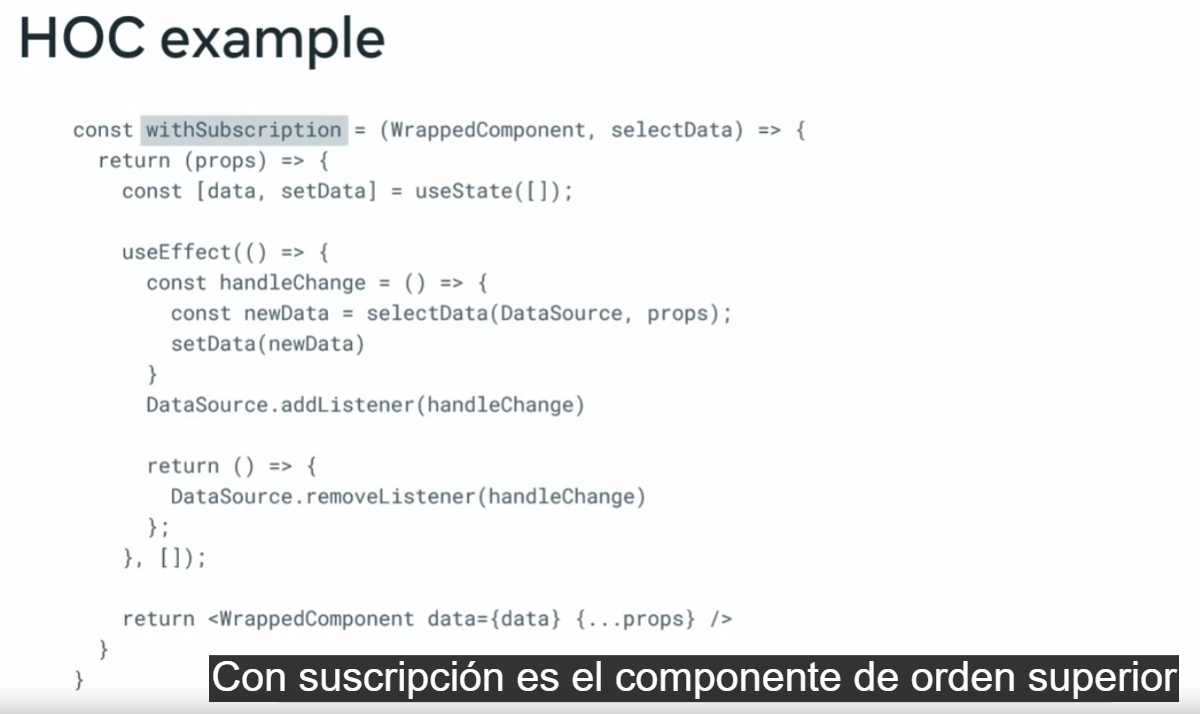 HOC example
const withSubscription = (WrappedComponent, selectData) => {
return (props) => {
const [data, setData] = useState([]);
useEffect(() => {
const handleChange = () => {
const newData = selectData(DataSource, props);
setData(newData)
}
DataSource.addListener(handleChange)
return () => {
DataSource.removeListener(handleChange)
};
}, []);
return <WrappedComponent data={data} {...props} />
}
}
Con suscripción es el componente de orden superior